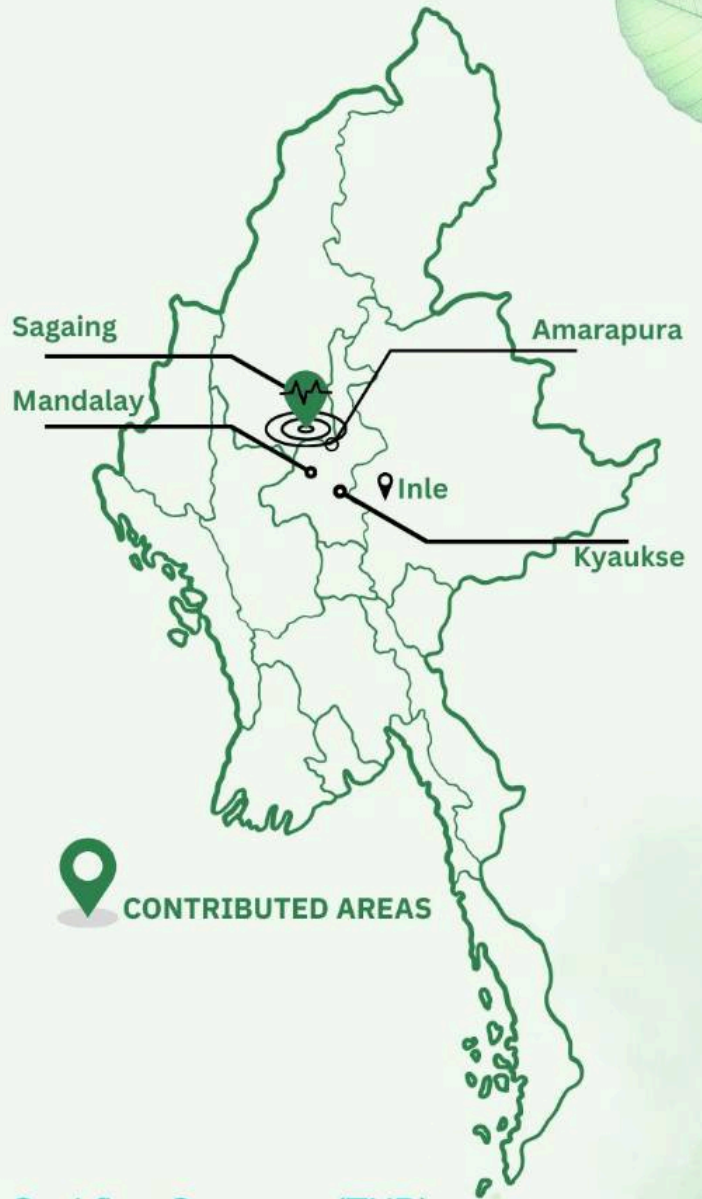 Sagaing
Amarapura
Mandalay
Inle
Kyaukse
CONTRIBUTED AREAS